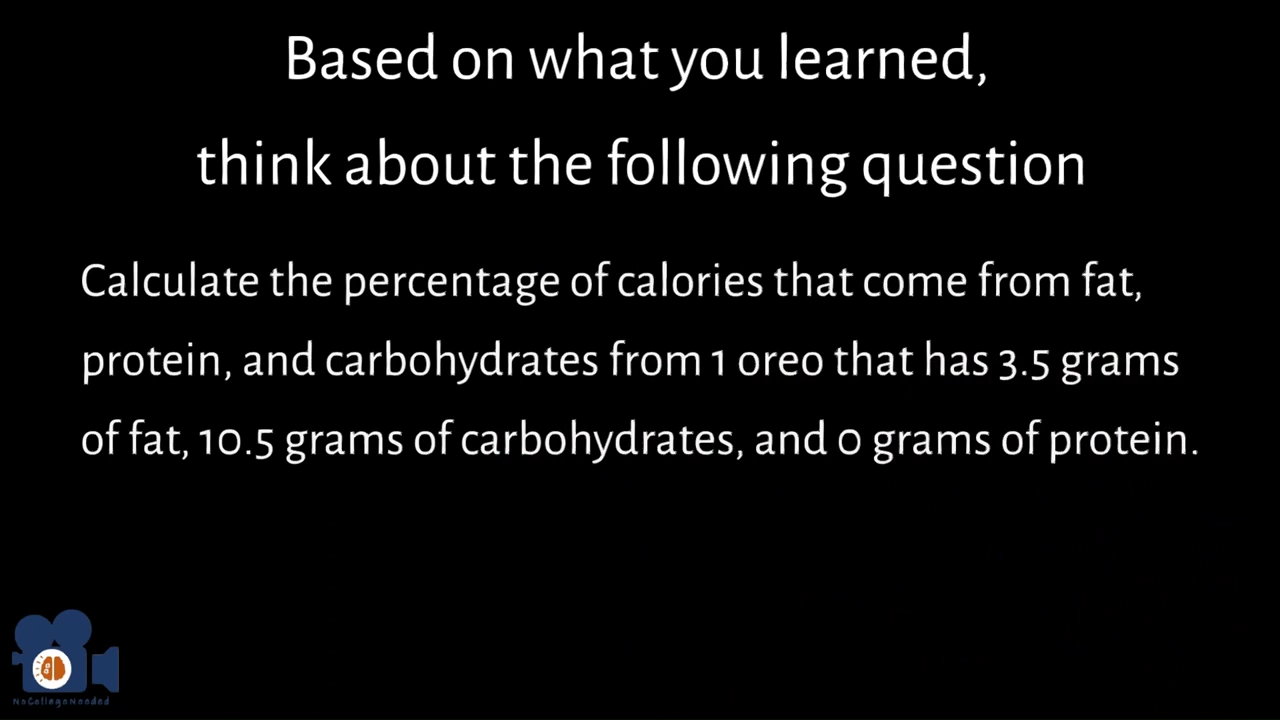 Based on what you learned,
think about the following question
Calculate the percentage of calories that come from fat,
protein, and carbohydrates from 1 oreo that has 3.5 grams
of fat, 10.5 grams of carbohydrates, and 0 grams of protein.
NoCollegeNeeded